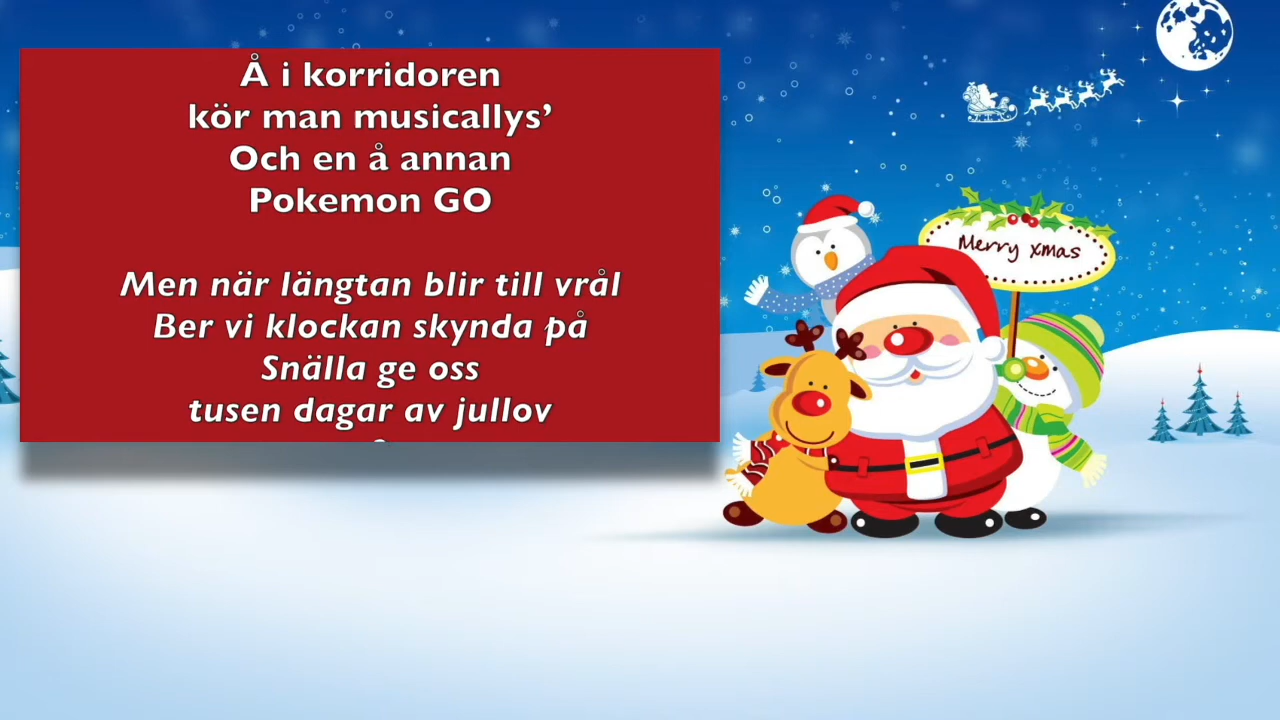 Å i korridoren
kör man musicallys’
Och en å annan
Pokemon GO
Men när längtan blir till vrål
Ber vi klockan skynda på
Snälla ge oss
tusen dagar av jullov
Merry xmas